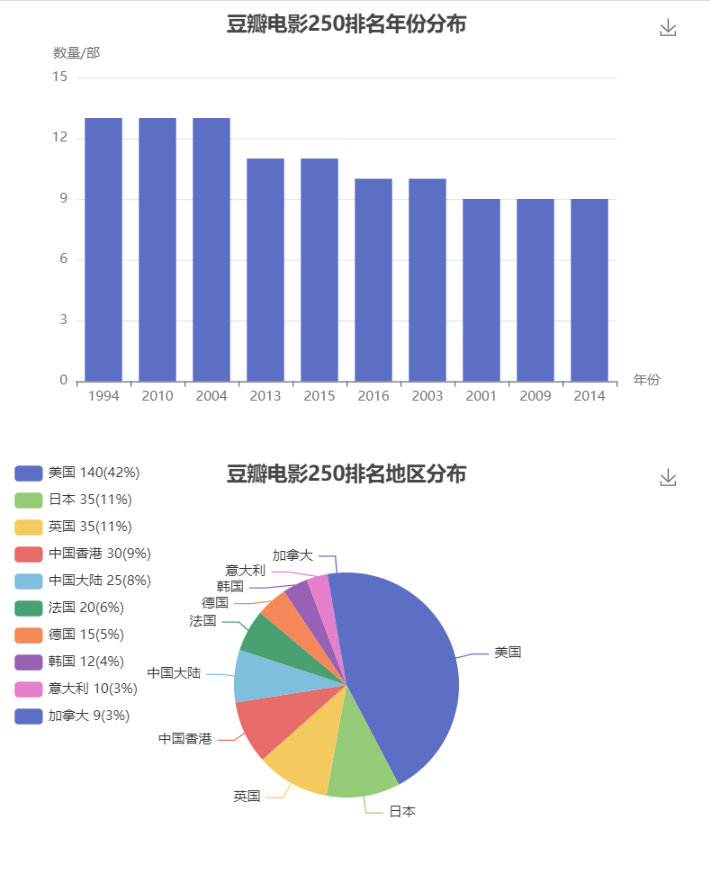 豆瓣电影250排名年份分布
数量/部
15
12
9
6
3
0
1994 2010 2004 2013 2015 2016 2003 2001 2009 2014
年份
豆瓣电影250排名地区分布
美国 140(42%)
日本 35(11%)
英国 35(11%)
中国香港 30(9%)
中国大陆 25(8%)
法国 20(6%)
德国 15(5%)
韩国 12(4%)
意大利 10(3%)
加拿大 9(3%)
加拿大
意大利
韩国
德国
法国
中国大陆
中国香港
英国
日本
美国